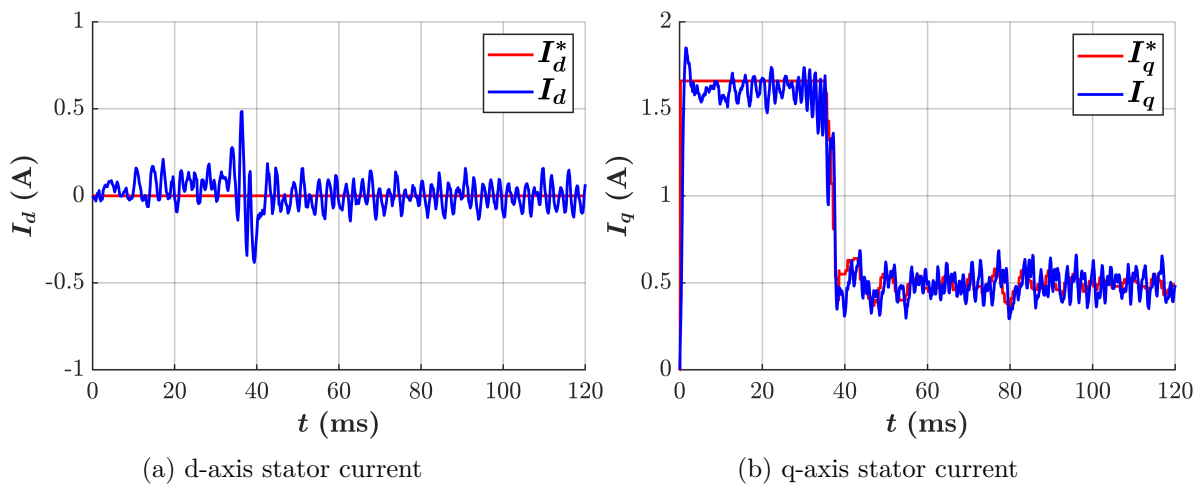 1
0.5
0
-0.5
-1
0 20 40 60 80 100 120
I_d (A)
t (ms)
I_d^*
I_d
(a) d-axis stator current
2
1.5
1
0.5
0
0 20 40 60 80 100 120
I_q (A)
t (ms)
I_q^*
I_q
(b) q-axis stator current